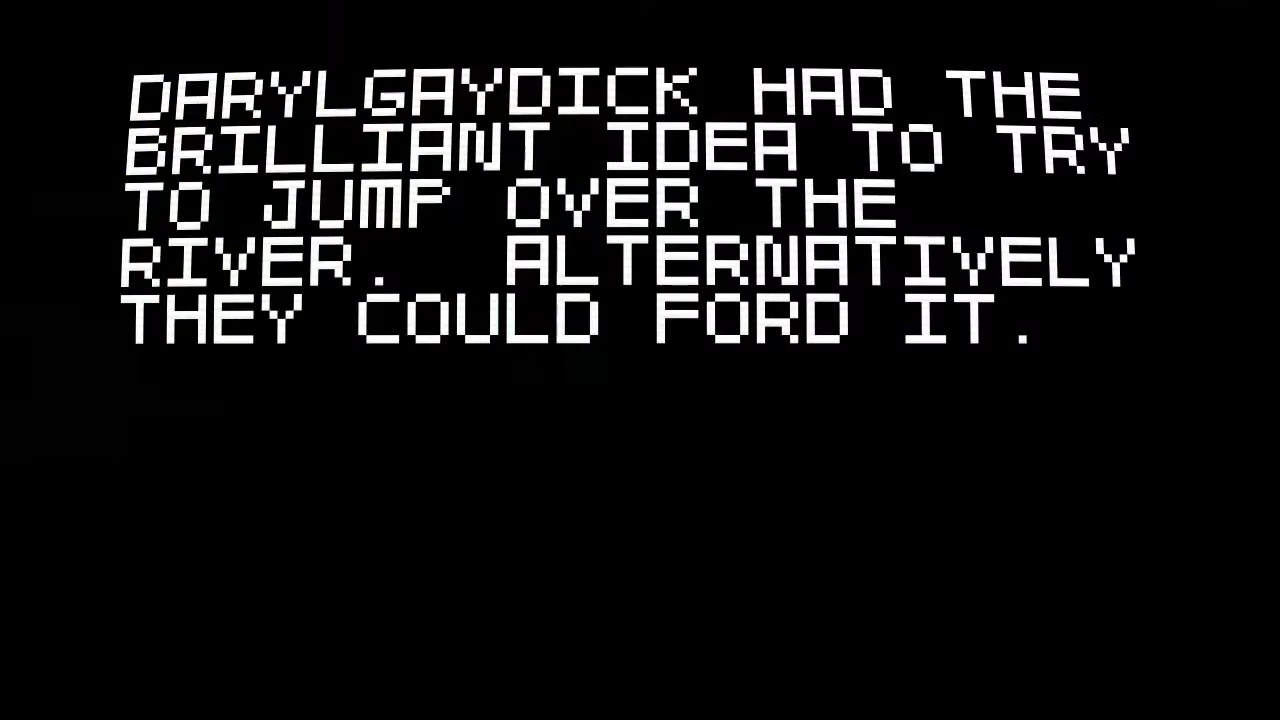 DARYLGAYDICK HAD THE
BRILLIANT IDEA TO TRY
TO JUMP OVER THE
RIVER.  ALTERNATIVELY
THEY COULD FORD IT.